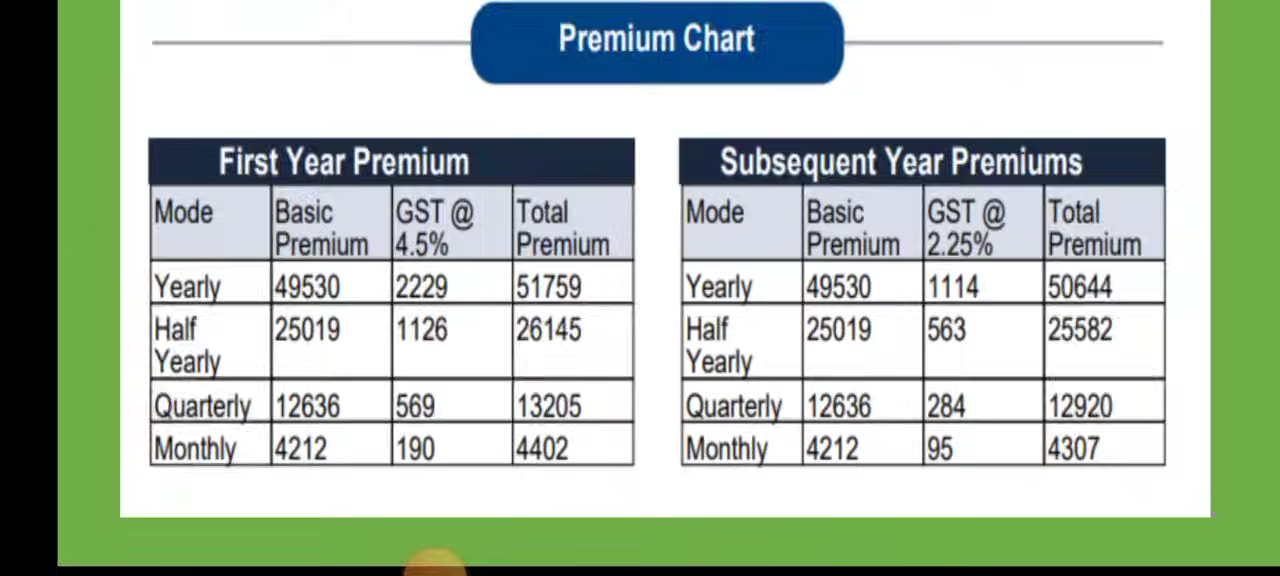 Premium Chart
First Year Premium
Mode Basic Premium GST @ 4.5% Total Premium
Yearly 49530 2229 51759
Half Yearly 25019 1126 26145
Quarterly 12636 569 13205
Monthly 4212 190 4402
Subsequent Year Premiums
Mode Basic Premium GST @ 2.25% Total Premium
Yearly 49530 1114 50644
Half Yearly 25019 563 25582
Quarterly 12636 284 12920
Monthly 4212 95 4307